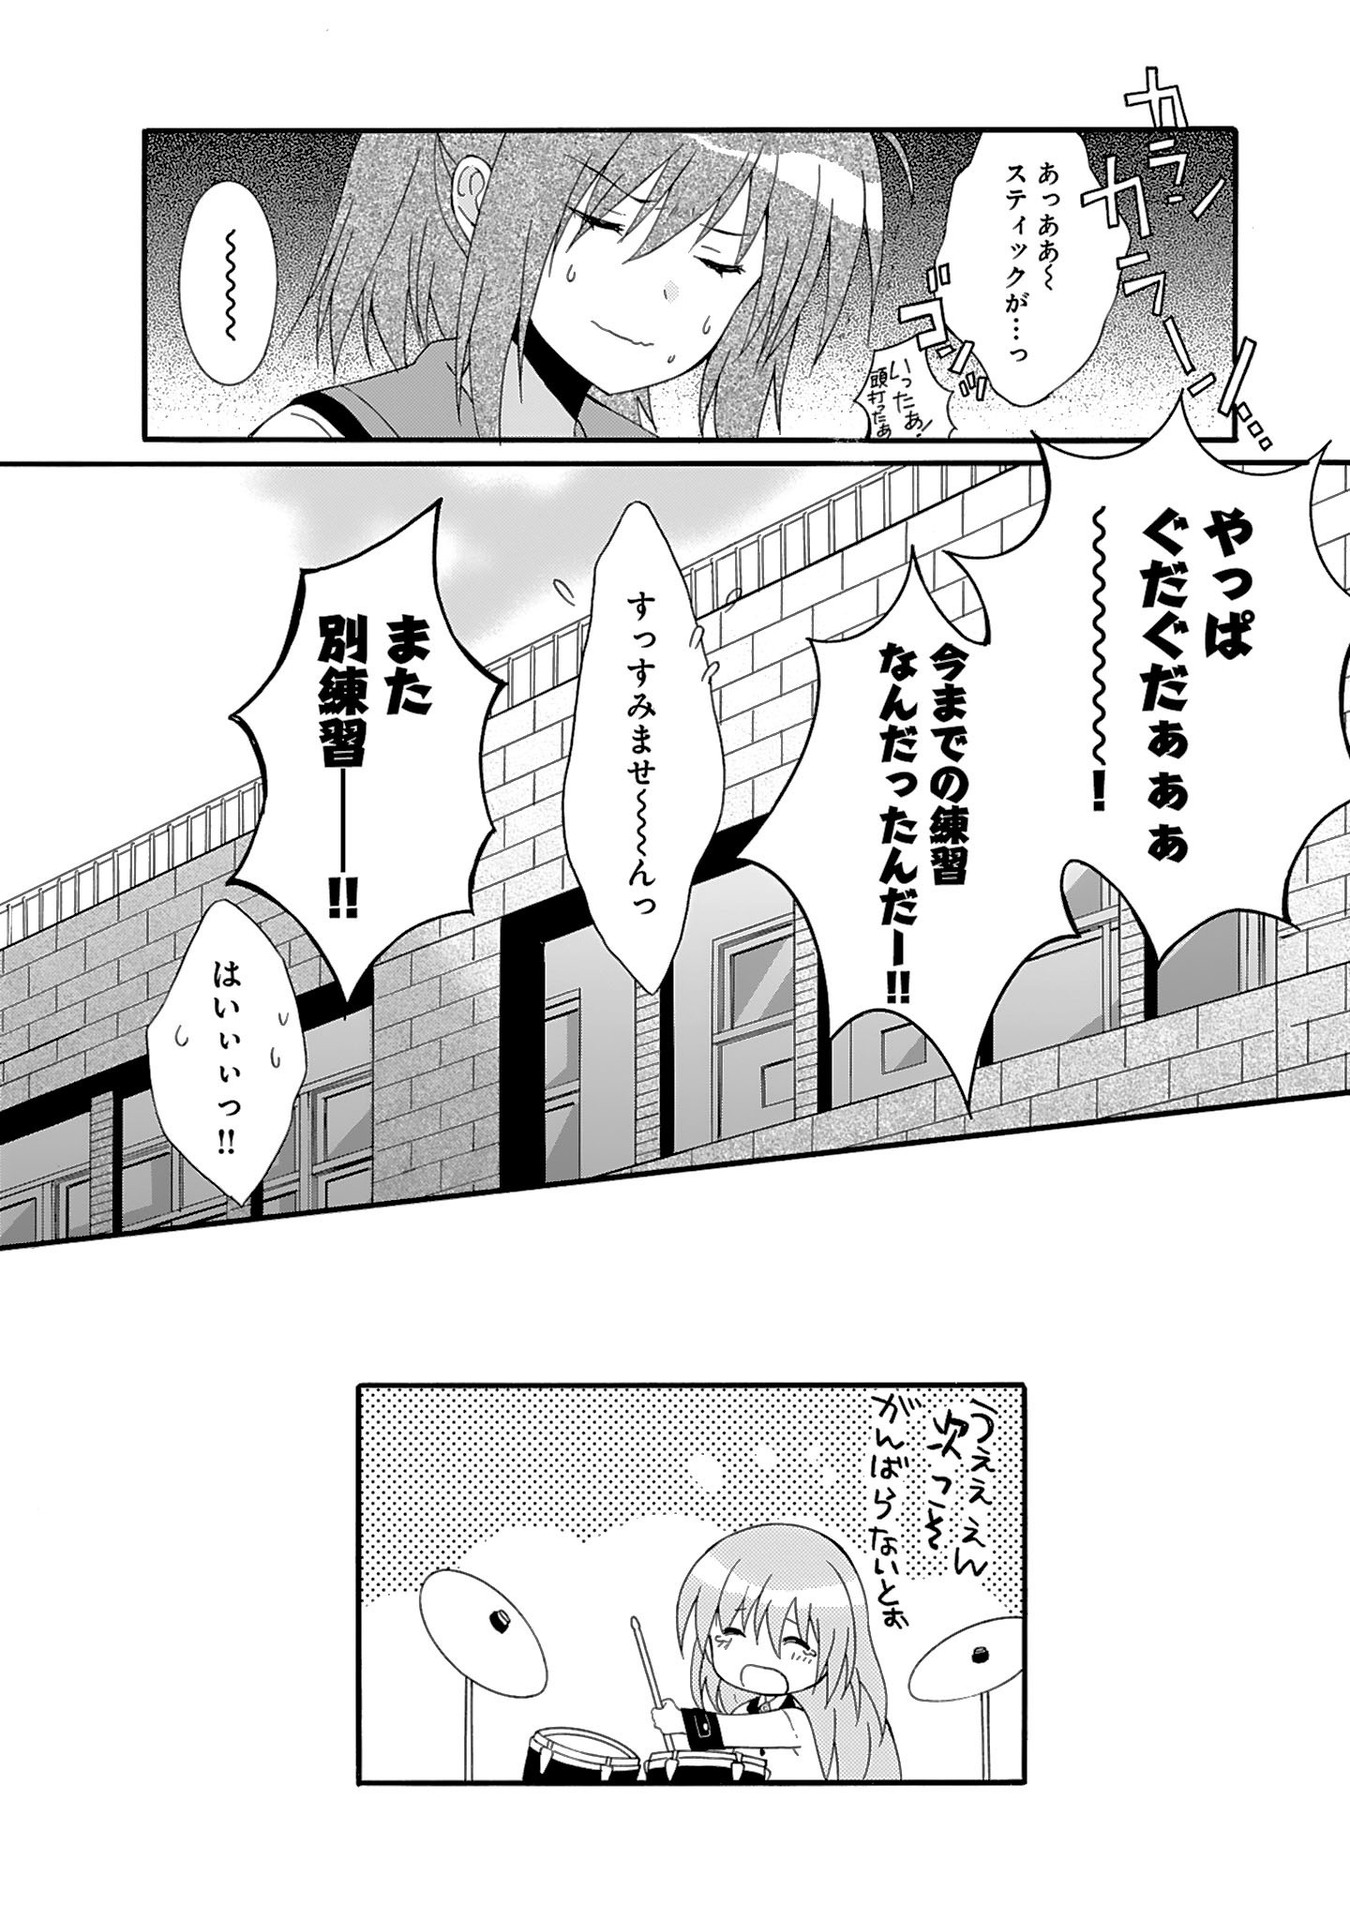 カラン
カラーン…
あっああ～
スティックが…っ
ゴンッ
いったぁ！
頭打ったぁ
～～～～
やっぱ
ぐだぐだぁぁぁ
～～～～～～～！
今までの練習
なんだったんだー!!
すっすみませ～～んっ
また
別練習――!!
はいぃぃっ!!
うぇぇぇん
次こそ
がんばらないとぉ